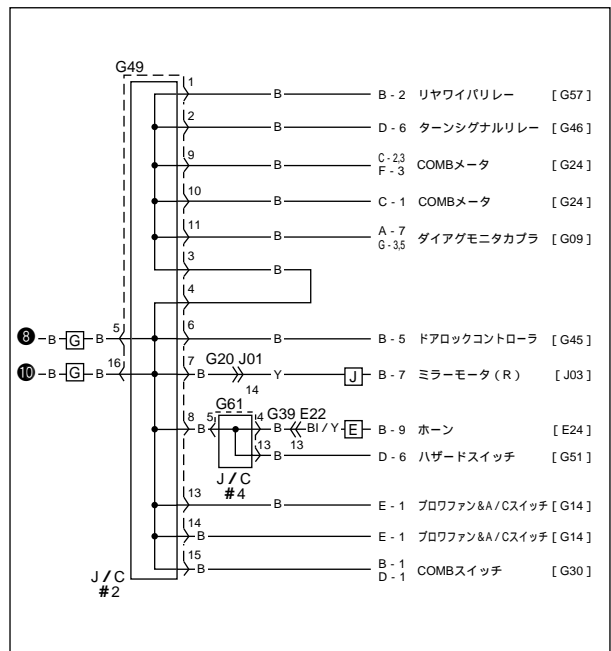 G49
1 B B - 2 リヤワイパリレー [ G57 ]
2 B D - 6 ターンシグナルリレー [ G46 ]
9 B C - 2,3 F - 3 COMBメータ [ G24 ]
10 B C - 1 COMBメータ [ G24 ]
11 B A - 7 G - 3,5 ダイアグモニタカプラ [ G09 ]
3 B
4
8 B G B 5 6 B B - 5 ドアロックコントローラ [ G45 ]
10 B G B 16 7 B G20 J01 14 Y J B - 7 ミラーモータ ( R ) [ J03 ]
8 B 5 G61 4 B G39 E22 13 Bl / Y E B - 9 ホーン [ E24 ]
13 B D - 6 ハザードスイッチ [ G51 ]
J / C
#4
13 B E - 1 ブロワファン&A / Cスイッチ [ G14 ]
14 B E - 1 ブロワファン&A / Cスイッチ [ G14 ]
15 B B - 1 D - 1 COMBスイッチ [ G30 ]
J / C
#2